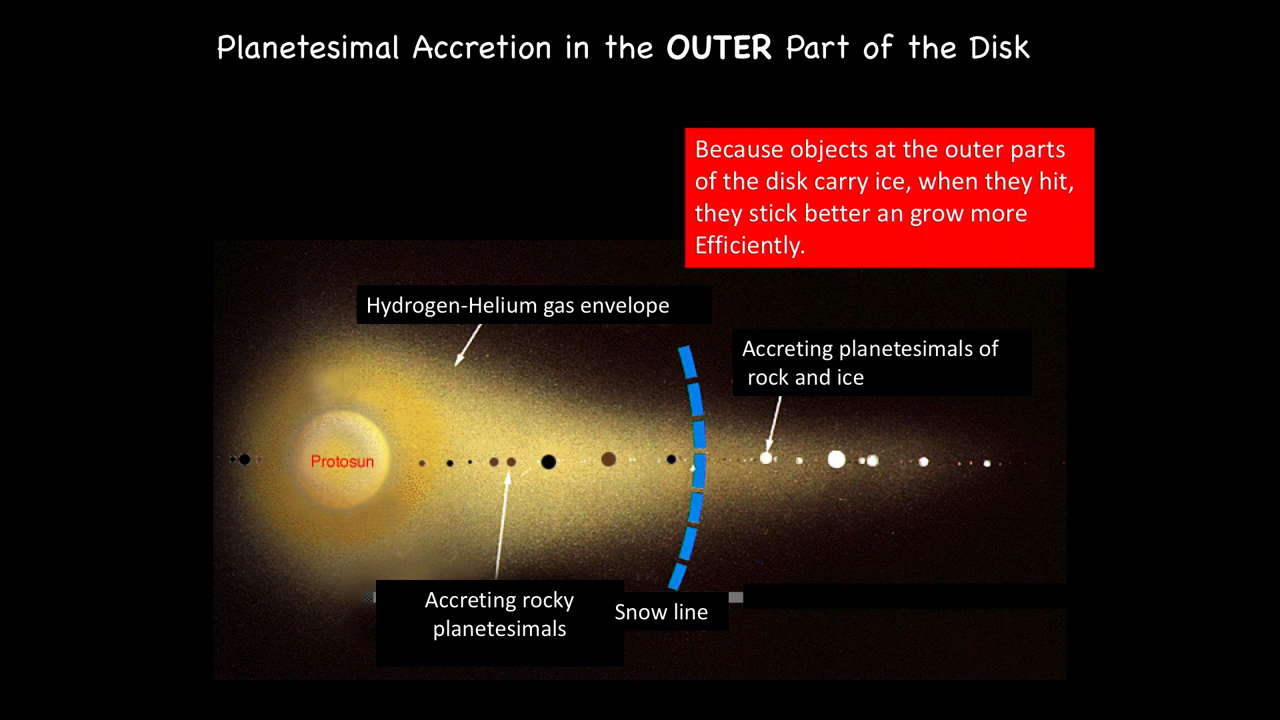 Planetesimal Accretion in the OUTER Part of the Disk
Because objects at the outer parts
of the disk carry ice, when they hit,
they stick better an grow more
Efficiently.
Hydrogen-Helium gas envelope
Accreting planetesimals of
rock and ice
Protosun
Accreting rocky
planetesimals
Snow line